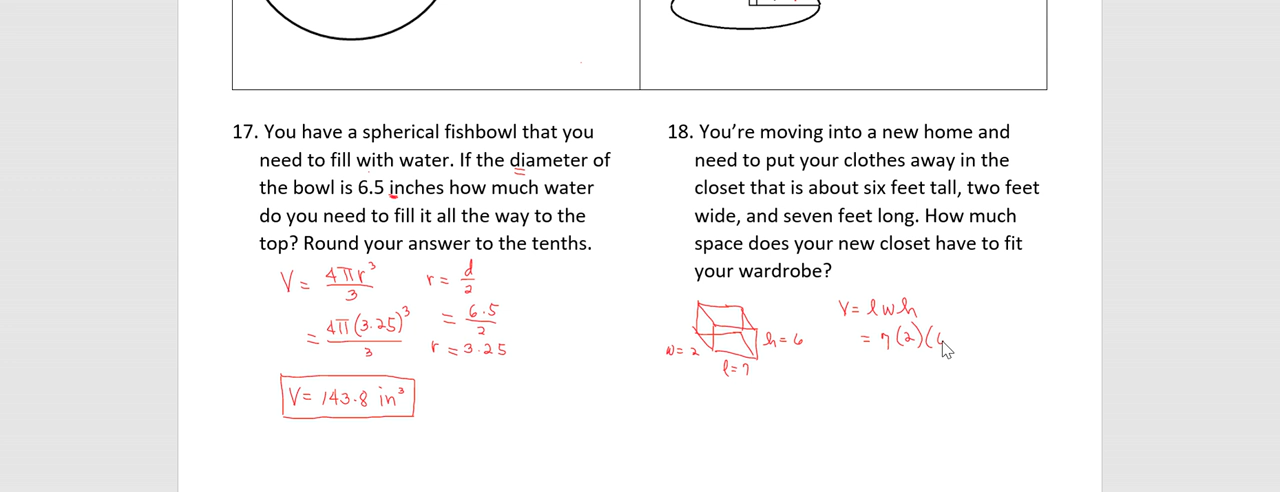 17. You have a spherical fishbowl that you
need to fill with water. If the diameter of
the bowl is 6.5 inches how much water
do you need to fill it all the way to the
top? Round your answer to the tenths.
V = 4πr³/3
= 4π(3.25)³/3
V = 143.8 in³
r = d/2
= 6.5/2
r = 3.25
18. You’re moving into a new home and
need to put your clothes away in the
closet that is about six feet tall, two feet
wide, and seven feet long. How much
space does your new closet have to fit
your wardrobe?
w = 2
h = 6
l = 7
V = lwh
= 7(2)(